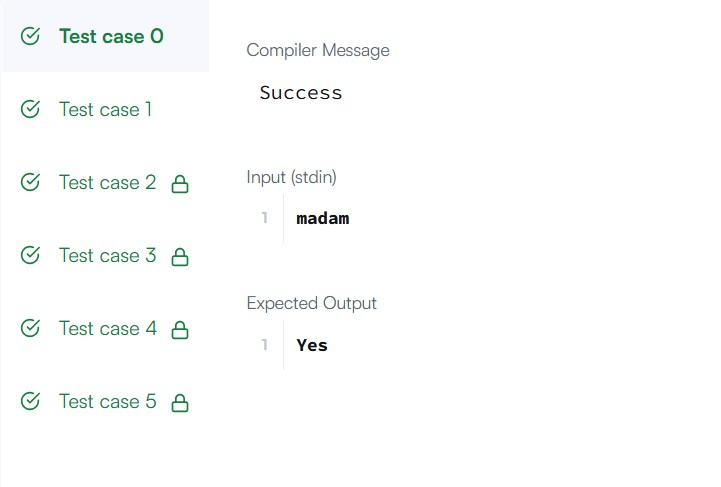 Test case 0
Test case 1
Test case 2
Test case 3
Test case 4
Test case 5
Compiler Message
Success
Input (stdin)
1 madam
Expected Output
1 Yes